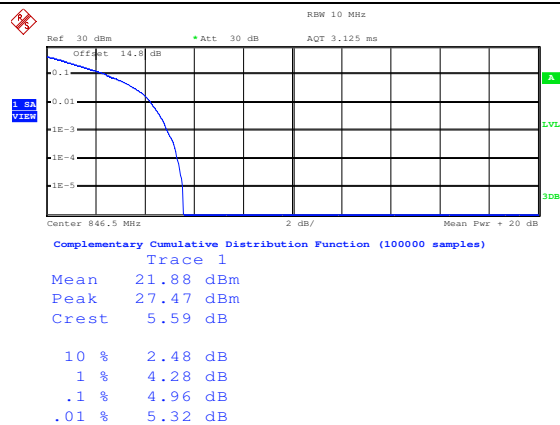 RBW 10 MHz
Ref 30 dBm *Att 30 dB AQT 3.125 ms
Offset 14.8 dB
0.1
A
0.01
1 SA
VIEW
1E-3
LVL
1E-4
1E-5
3DB
Center 846.5 MHz 2 dB/ Mean Pwr + 20 dB
Complementary Cumulative Distribution Function (100000 samples)
Trace 1
Mean 21.88 dBm
Peak 27.47 dBm
Crest 5.59 dB
10 % 2.48 dB
1 % 4.28 dB
.1 % 4.96 dB
.01 % 5.32 dB